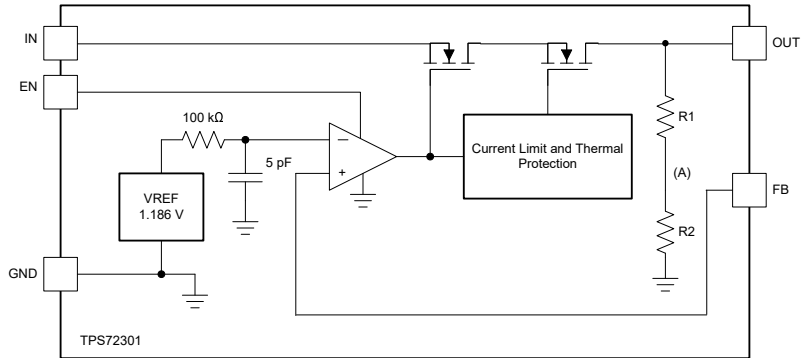 IN
OUT
EN
100 kΩ
R1
−
Current Limit and Thermal
Protection
5 pF
+
(A)
FB
VREF
1.186 V
R2
GND
TPS72301